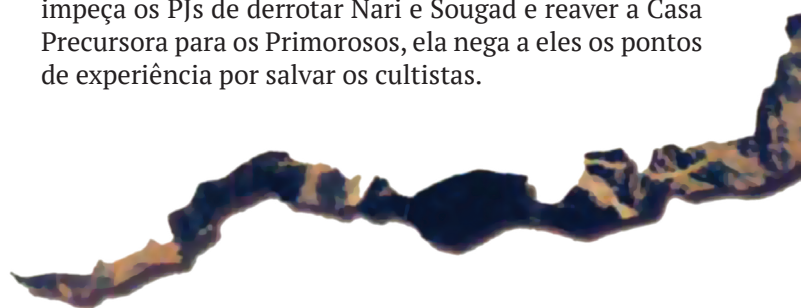 impeça os PJs de derrotar Nari e Sougad e reaver a Casa
Precursora para os Primorosos, ela nega a eles os pontos
de experiência por salvar os cultistas.